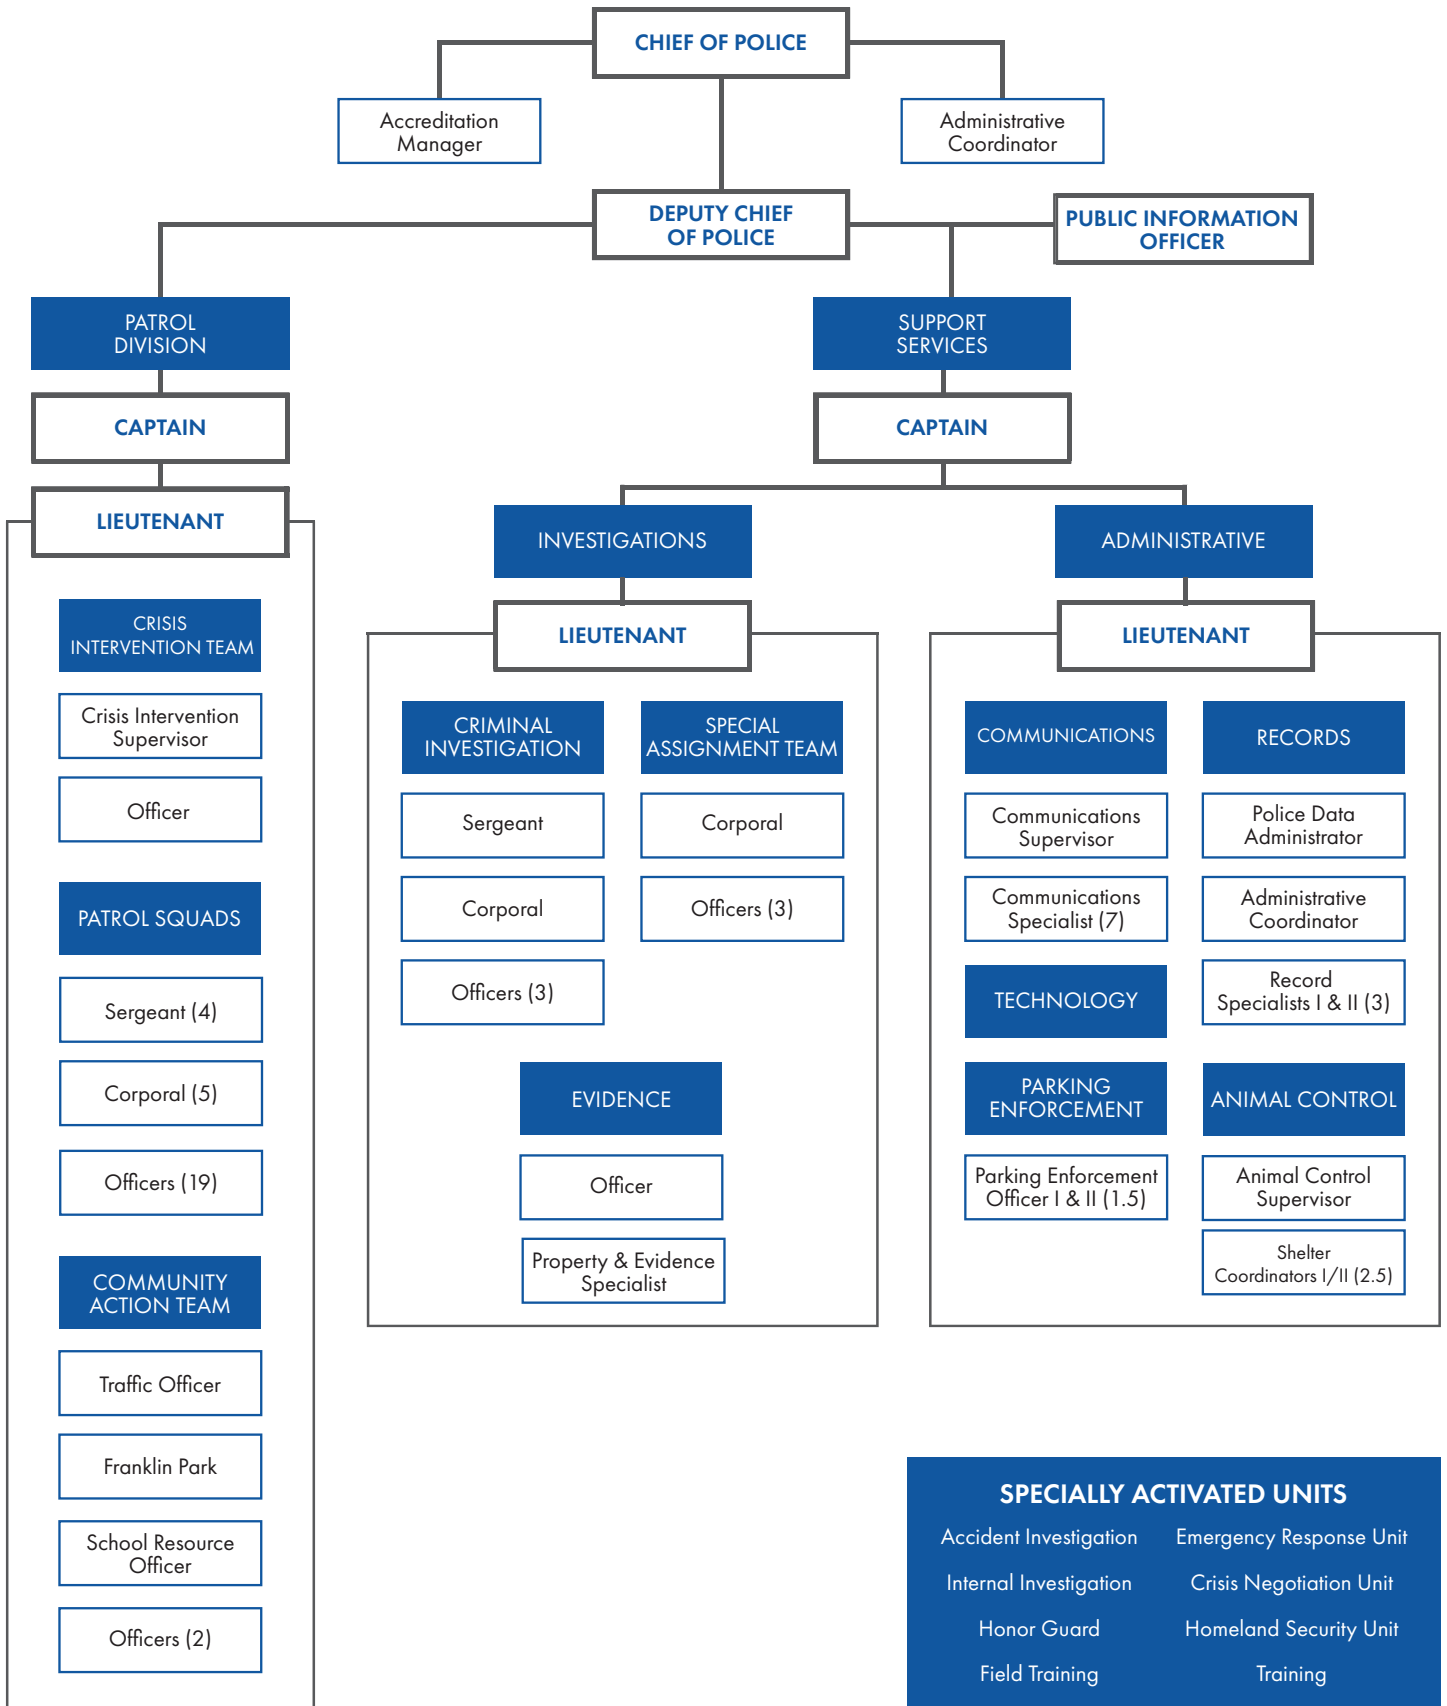 CHIEF OF POLICE
Accreditation
Manager
Administrative
Coordinator
DEPUTY CHIEF
OF POLICE
PUBLIC INFORMATION
OFFICER
PATROL
DIVISION
CAPTAIN
LIEUTENANT
CRISIS
INTERVENTION TEAM
Crisis Intervention
Supervisor
Officer
PATROL SQUADS
Sergeant (4)
Corporal (5)
Officers (19)
COMMUNITY
ACTION TEAM
Traffic Officer
Franklin Park
School Resource
Officer
Officers (2)
SUPPORT
SERVICES
CAPTAIN
INVESTIGATIONS
LIEUTENANT
CRIMINAL
INVESTIGATION
Sergeant
Corporal
Officers (3)
SPECIAL
ASSIGNMENT TEAM
Corporal
Officers (3)
EVIDENCE
Officer
Property & Evidence
Specialist
ADMINISTRATIVE
LIEUTENANT
COMMUNICATIONS
Communications
Supervisor
Communications
Specialist (7)
TECHNOLOGY
PARKING
ENFORCEMENT
Parking Enforcement
Officer I & II (1.5)
RECORDS
Police Data
Administrator
Administrative
Coordinator
Record
Specialists I & II (3)
ANIMAL CONTROL
Animal Control
Supervisor
Shelter
Coordinators I/II (2.5)
SPECIALLY ACTIVATED UNITS
Accident Investigation
Internal Investigation
Honor Guard
Field Training
Emergency Response Unit
Crisis Negotiation Unit
Homeland Security Unit
Training